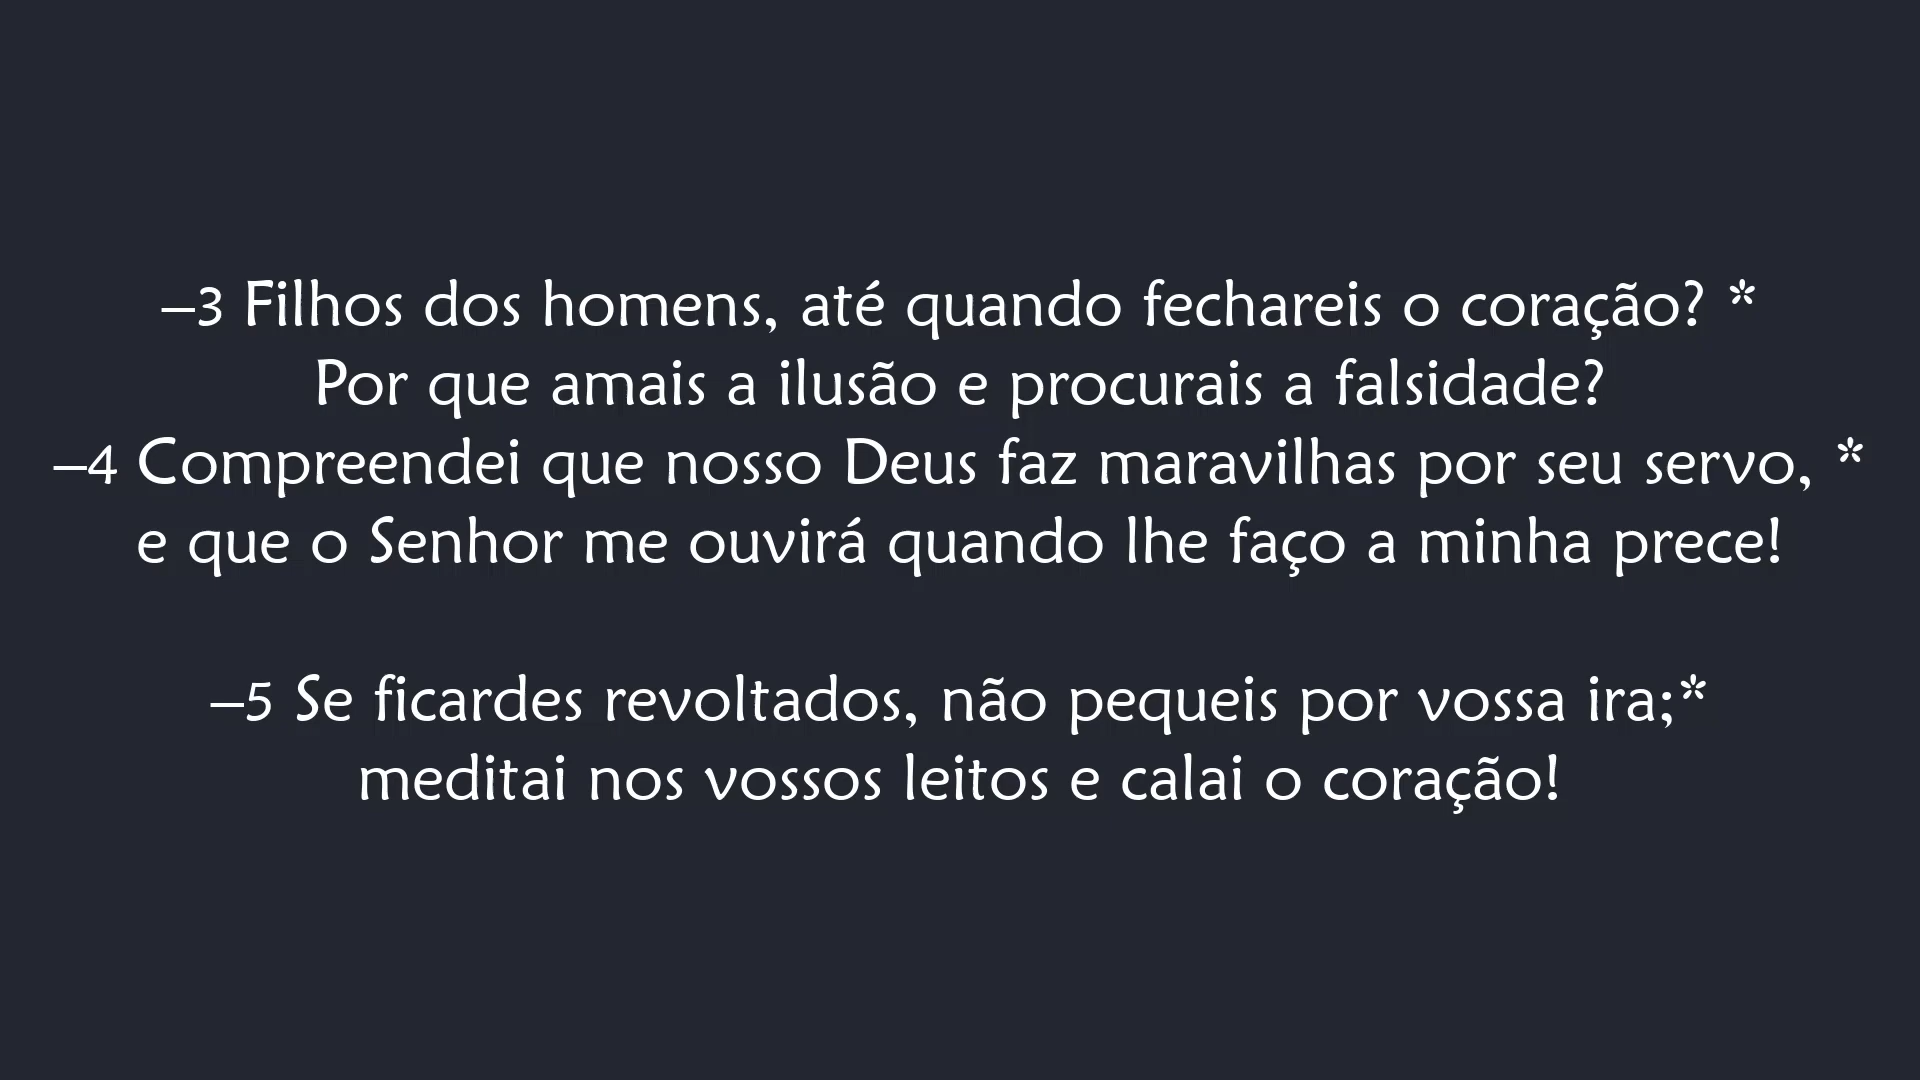 –3 Filhos dos homens, até quando fechareis o coração? *
Por que amais a ilusão e procurais a falsidade?
–4 Compreendei que nosso Deus faz maravilhas por seu servo, *
e que o Senhor me ouvirá quando lhe faço a minha prece!
–5 Se ficardes revoltados, não pequeis por vossa ira;*
meditai nos vossos leitos e calai o coração!